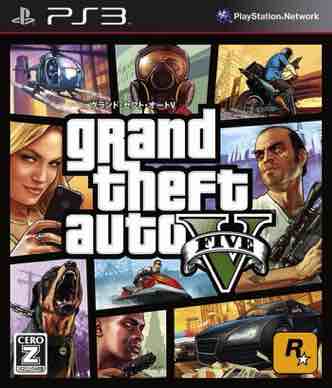 PS3
PlayStation.Network
グランド・セフト・オートV
grand
theft
auto
V
FIVE
CERO
Z
R★